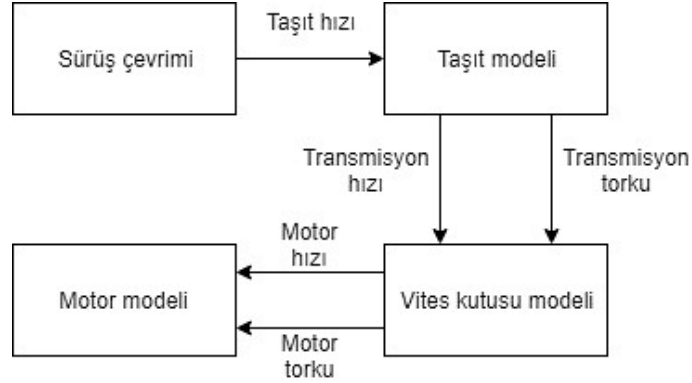 Taşıt hızı
Sürüş çevrimi
Taşıt modeli
Transmisyon
hızı
Transmisyon
torku
Motor
hızı
Motor modeli
Vites kutusu modeli
Motor
torku